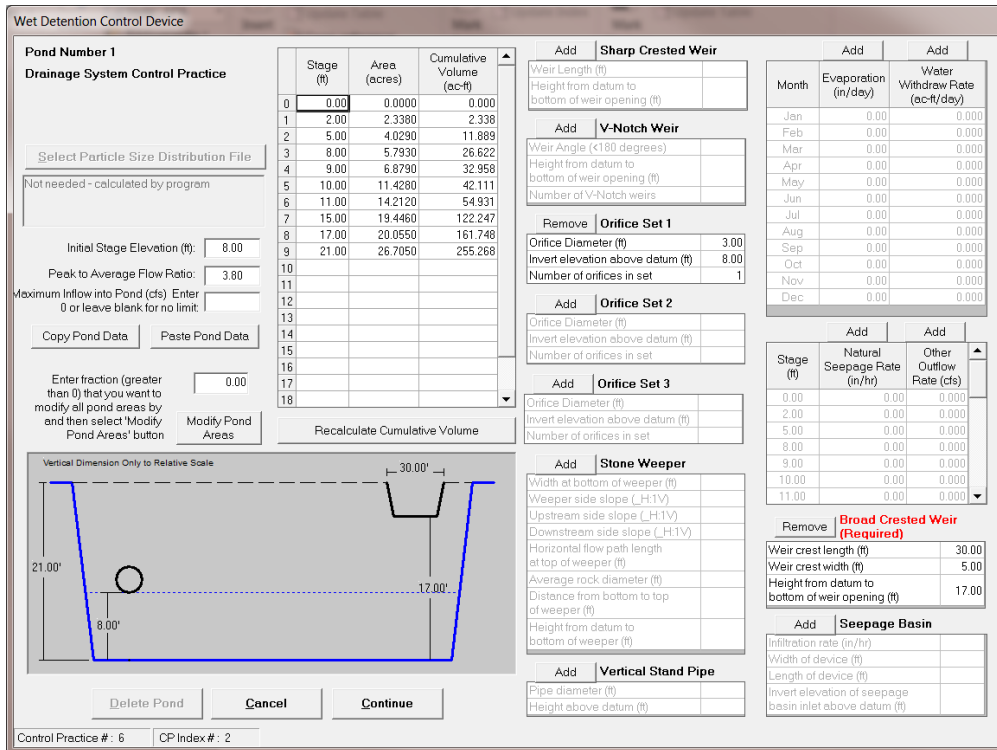 Wet Detention Control Device
Pond Number 1
Drainage System Control Practice
Select Particle Size Distribution File
Not needed - calculated by program
Initial Stage Elevation (ft): 8.00
Peak to Average Flow Ratio: 3.80
Maximum Inflow into Pond (cfs) Enter
0 or leave blank for no limit:
Copy Pond Data Paste Pond Data
Enter fraction (greater 0.00
than 0) that you want to
modify all pond areas by
and then select 'Modify
Pond Areas' button
Modify Pond
Areas
Stage
(ft)
Area
(acres)
Cumulative
Volume
(ac-ft)
0 0.00 0.0000 0.000
1 2.00 2.3380 2.338
2 5.00 4.0290 11.889
3 8.00 5.7930 26.622
4 9.00 6.8790 32.958
5 10.00 11.4280 42.111
6 11.00 14.2120 54.931
7 15.00 19.4460 122.247
8 17.00 20.0550 161.748
9 21.00 26.7050 255.268
10
11
12
13
14
15
16
17
18
Recalculate Cumulative Volume
Vertical Dimension Only to Relative Scale
30.00'
21.00'
17.00'
8.00'
Delete Pond Cancel Continue
Control Practice # : 6 CP Index # : 2
Add Sharp Crested Weir
Weir Length (ft)
Height from datum to
bottom of weir opening (ft)
Add V-Notch Weir
Weir Angle (<180 degrees)
Height from datum to
bottom of weir opening (ft)
Number of V-Notch weirs
Remove Orifice Set 1
Orifice Diameter (ft) 3.00
Invert elevation above datum (ft) 8.00
Number of orifices in set 1
Add Orifice Set 2
Orifice Diameter (ft)
Invert elevation above datum (ft)
Number of orifices in set
Add Orifice Set 3
Orifice Diameter (ft)
Invert elevation above datum (ft)
Number of orifices in set
Add Stone Weeper
Width at bottom of weeper (ft)
Weeper side slope (_H:1V)
Upstream side slope (_H:1V)
Downstream side slope (_H:1V)
Horizontal flow path length
at top of weeper (ft)
Average rock diameter (ft)
Distance from bottom to top
of weeper (ft)
Height from datum to
bottom of weeper (ft)
Add Vertical Stand Pipe
Pipe diameter (ft)
Height above datum (ft)
Add Add
Month
Evaporation
(in/day)
Water
Withdraw Rate
(ac-ft/day)
Jan 0.00 0.000
Feb 0.00 0.000
Mar 0.00 0.000
Apr 0.00 0.000
May 0.00 0.000
Jun 0.00 0.000
Jul 0.00 0.000
Aug 0.00 0.000
Sep 0.00 0.000
Oct 0.00 0.000
Nov 0.00 0.000
Dec 0.00 0.000
Add Add
Stage
(ft)
Natural
Seepage Rate
(in/hr)
Other
Outflow
Rate (cfs)
0.00 0.00 0.000
2.00 0.00 0.000
5.00 0.00 0.000
8.00 0.00 0.000
9.00 0.00 0.000
10.00 0.00 0.000
11.00 0.00 0.000
Remove Broad Crested Weir
(Required)
Weir crest length (ft) 30.00
Weir crest width (ft) 5.00
Height from datum to
bottom of weir opening (ft) 17.00
Add Seepage Basin
Infiltration rate (in/hr)
Width of device (ft)
Length of device (ft)
Invert elevation of seepage
basin inlet above datum (ft)